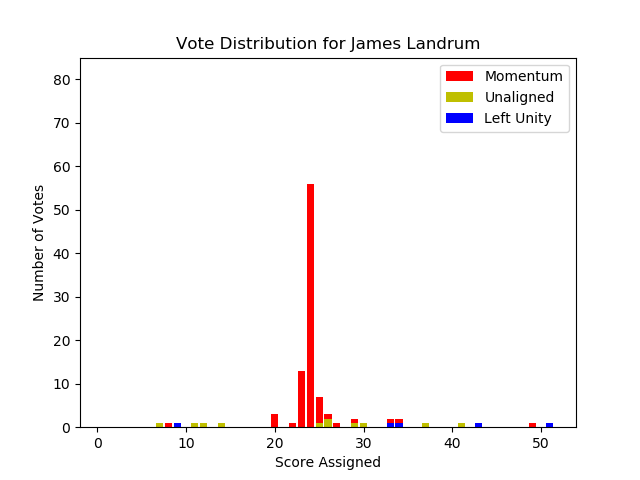 Vote Distribution for James Landrum
Momentum
Unaligned
Left Unity
Number of Votes
80
70
60
50
40
30
20
10
0
0 10 20 30 40 50
Score Assigned